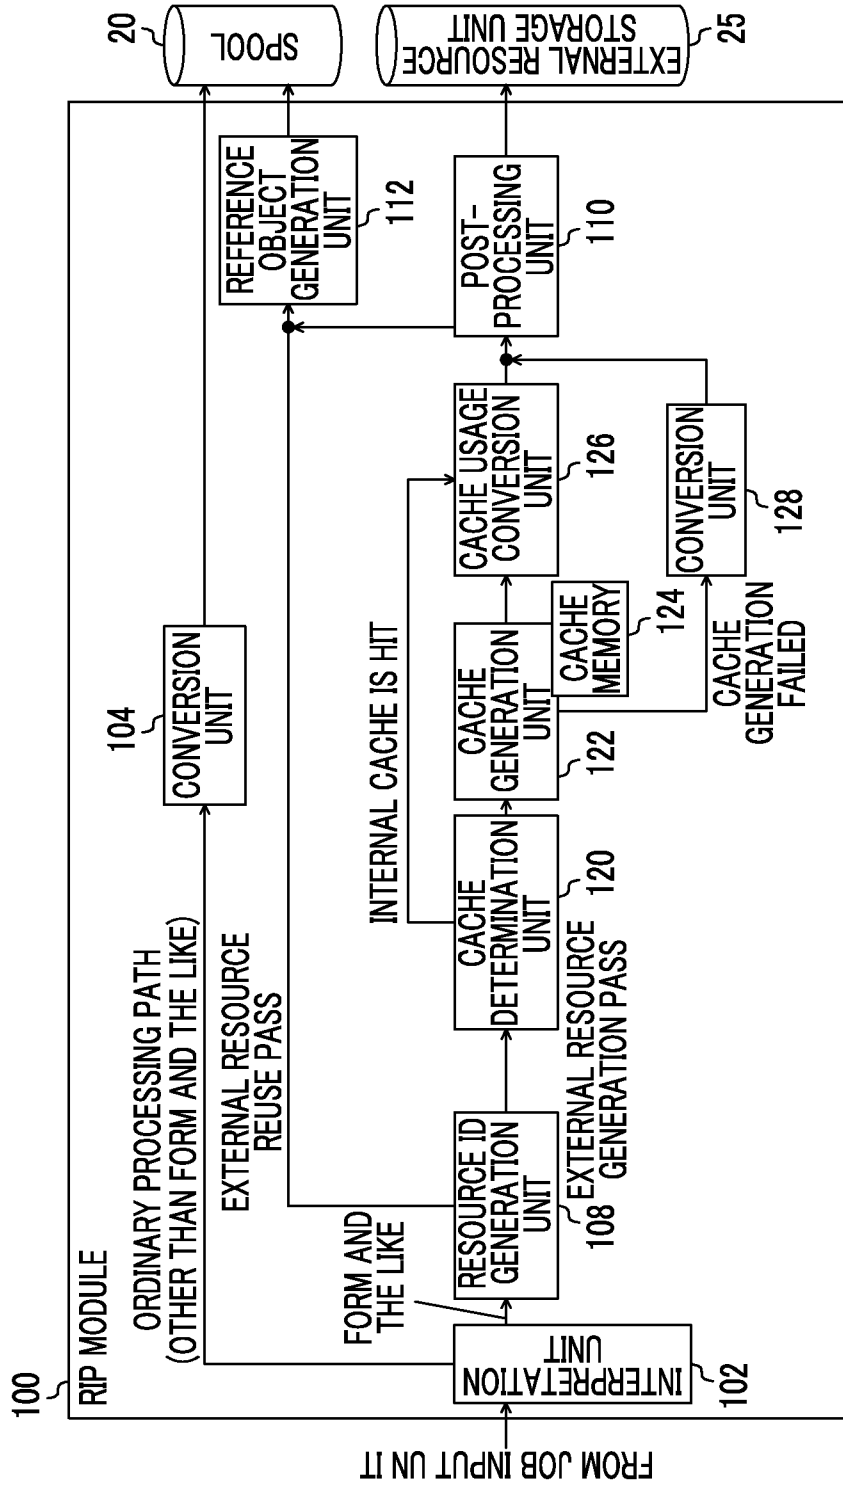 100
RIP MODULE
FROM JOB INPUT UN IT
INTERPRETATION
UNIT
102
ORDINARY PROCESSING PATH
(OTHER THAN FORM AND THE LIKE)
CONVERSION
UNIT
104
FORM AND
THE LIKE
RESOURCE ID
GENERATION
UNIT
108
EXTERNAL RESOURCE
REUSE PASS
EXTERNAL RESOURCE
GENERATION PASS
CACHE
DETERMINATION
UNIT
120
INTERNAL CACHE IS HIT
CACHE
GENERATION
UNIT
122
CACHE
MEMORY
124
CACHE
GENERATION
FAILED
CACHE USAGE
CONVERSION
UNIT
126
CONVERSION
UNIT
128
POST-
PROCESSING
UNIT
110
REFERENCE
OBJECT
GENERATION
UNIT
112
SPOOL
20
EXTERNAL RESOURCE
STORAGE UNIT
25